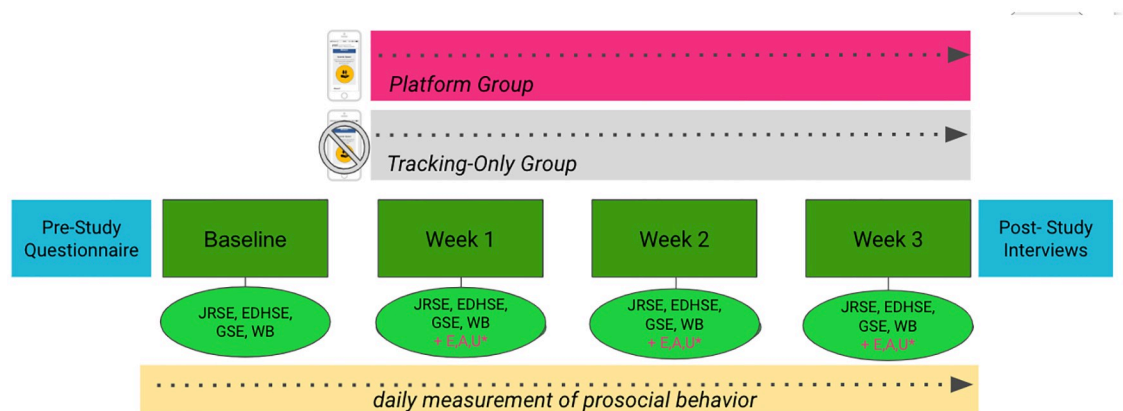 Platform Group
Tracking-Only Group
Pre-Study
Questionnaire
Baseline
Week 1
Week 2
Week 3
Post- Study
Interviews
JRSE, EDHSE,
GSE, WB
JRSE, EDHSE,
GSE, WB
+ E,A,U*
JRSE, EDHSE,
GSE, WB
+ E,A,U*
JRSE, EDHSE,
GSE, WB
+ E,A,U*
daily measurement of prosocial behavior